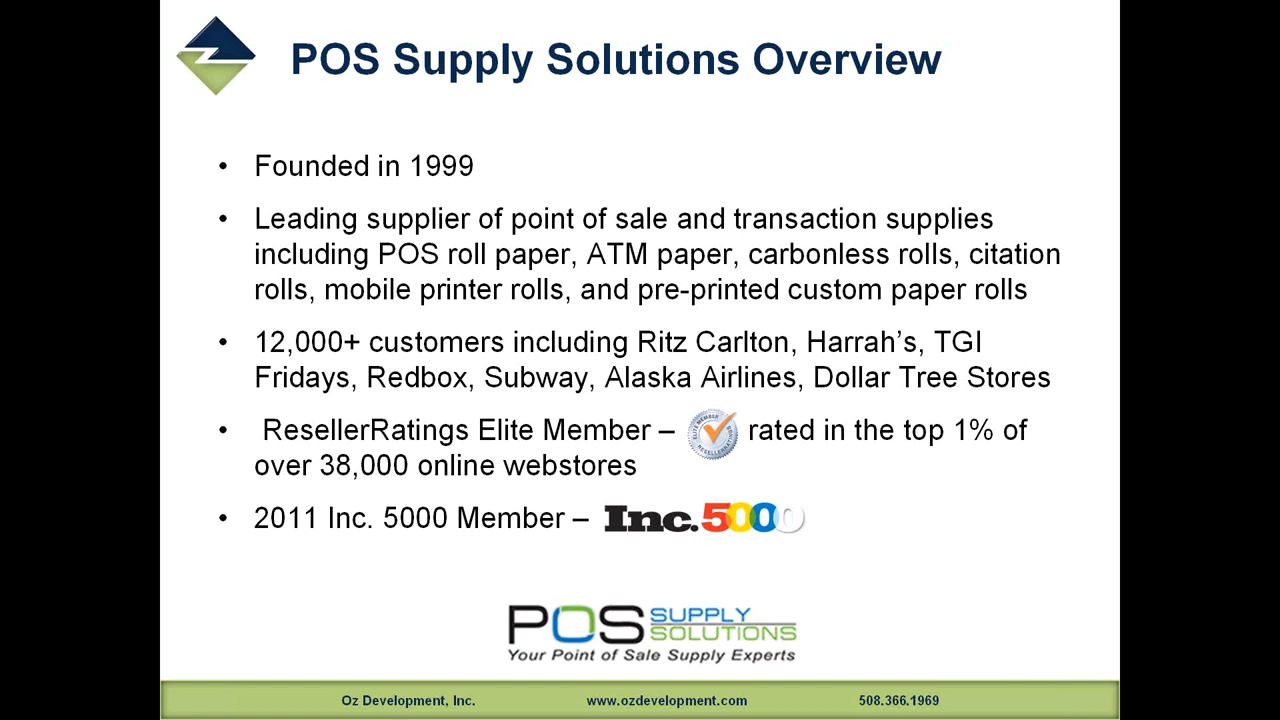 POS Supply Solutions Overview
• Founded in 1999
• Leading supplier of point of sale and transaction supplies
including POS roll paper, ATM paper, carbonless rolls, citation
rolls, mobile printer rolls, and pre-printed custom paper rolls
• 12,000+ customers including Ritz Carlton, Harrah's, TGI
Fridays, Redbox, Subway, Alaska Airlines, Dollar Tree Stores
• ResellerRatings Elite Member – ELITE MEMBER RESELLERRATINGS rated in the top 1% of
over 38,000 online webstores
• 2011 Inc. 5000 Member – Inc.5000
POS SUPPLY
SOLUTIONS
Your Point of Sale Supply Experts
Oz Development, Inc. www.ozdevelopment.com 508.366.1969